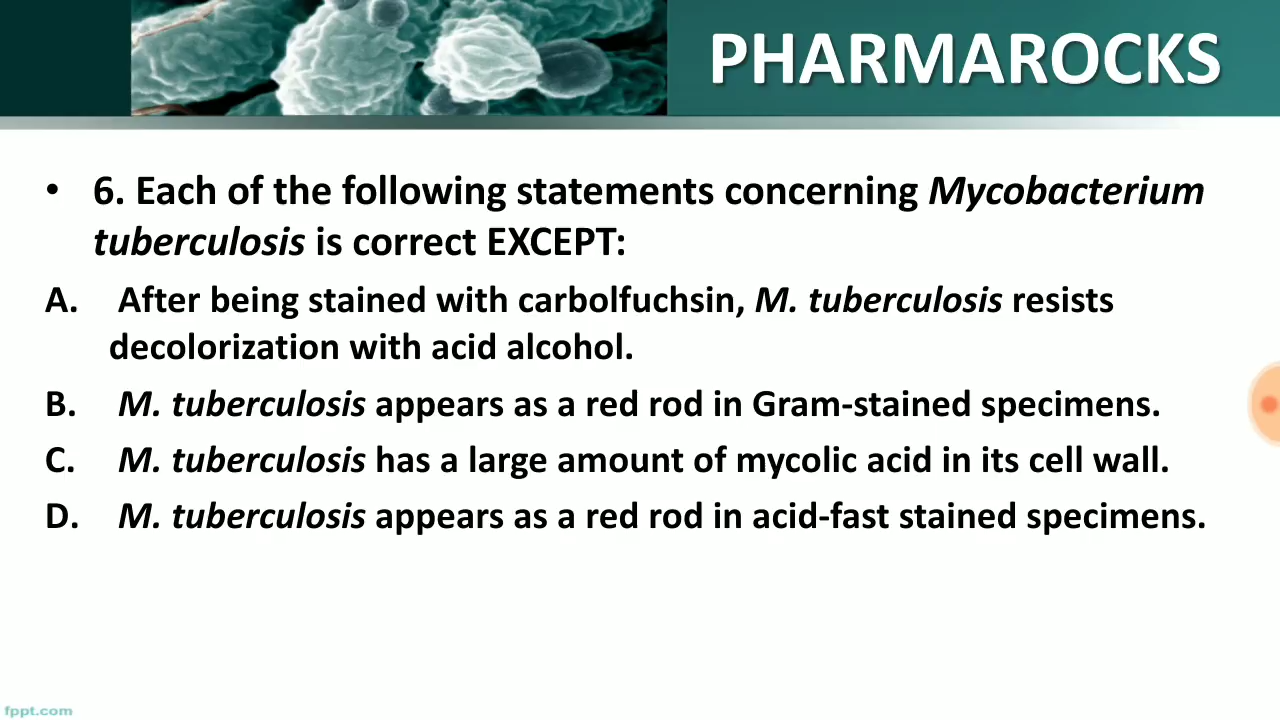 PHARMAROCKS
• 6. Each of the following statements concerning Mycobacterium
tuberculosis is correct EXCEPT:
A. After being stained with carbolfuchsin, M. tuberculosis resists
decolorization with acid alcohol.
B. M. tuberculosis appears as a red rod in Gram-stained specimens.
C. M. tuberculosis has a large amount of mycolic acid in its cell wall.
D. M. tuberculosis appears as a red rod in acid-fast stained specimens.
fppt.com